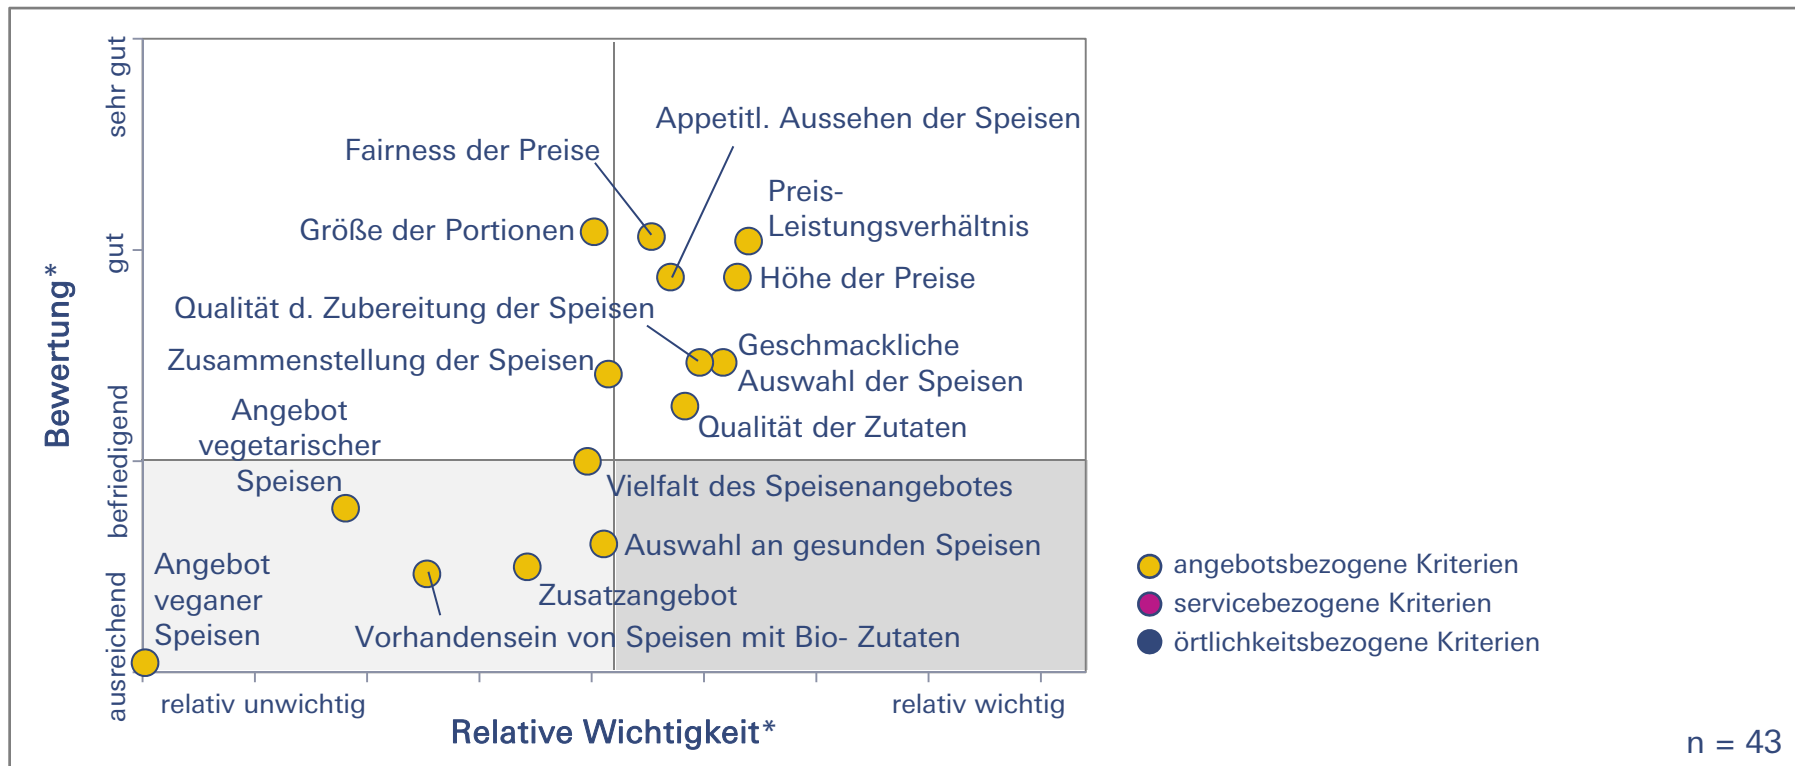 sehr gut
gut
befriedigend
ausreichend
Bewertung*
Appetitl. Aussehen der Speisen
Fairness der Preise
Preis-
Leistungsverhältnis
Größe der Portionen
Höhe der Preise
Qualität d. Zubereitung der Speisen
Geschmackliche
Auswahl der Speisen
Zusammenstellung der Speisen
Qualität der Zutaten
Angebot
vegetarischer
Speisen
Vielfalt des Speisenangebotes
Auswahl an gesunden Speisen
Angebot
veganer
Speisen
Zusatzangebot
Vorhandensein von Speisen mit Bio- Zutaten
relativ unwichtig
relativ wichtig
Relative Wichtigkeit*
angebotsbezogene Kriterien
servicebezogene Kriterien
örtlichkeitsbezogene Kriterien
n = 43